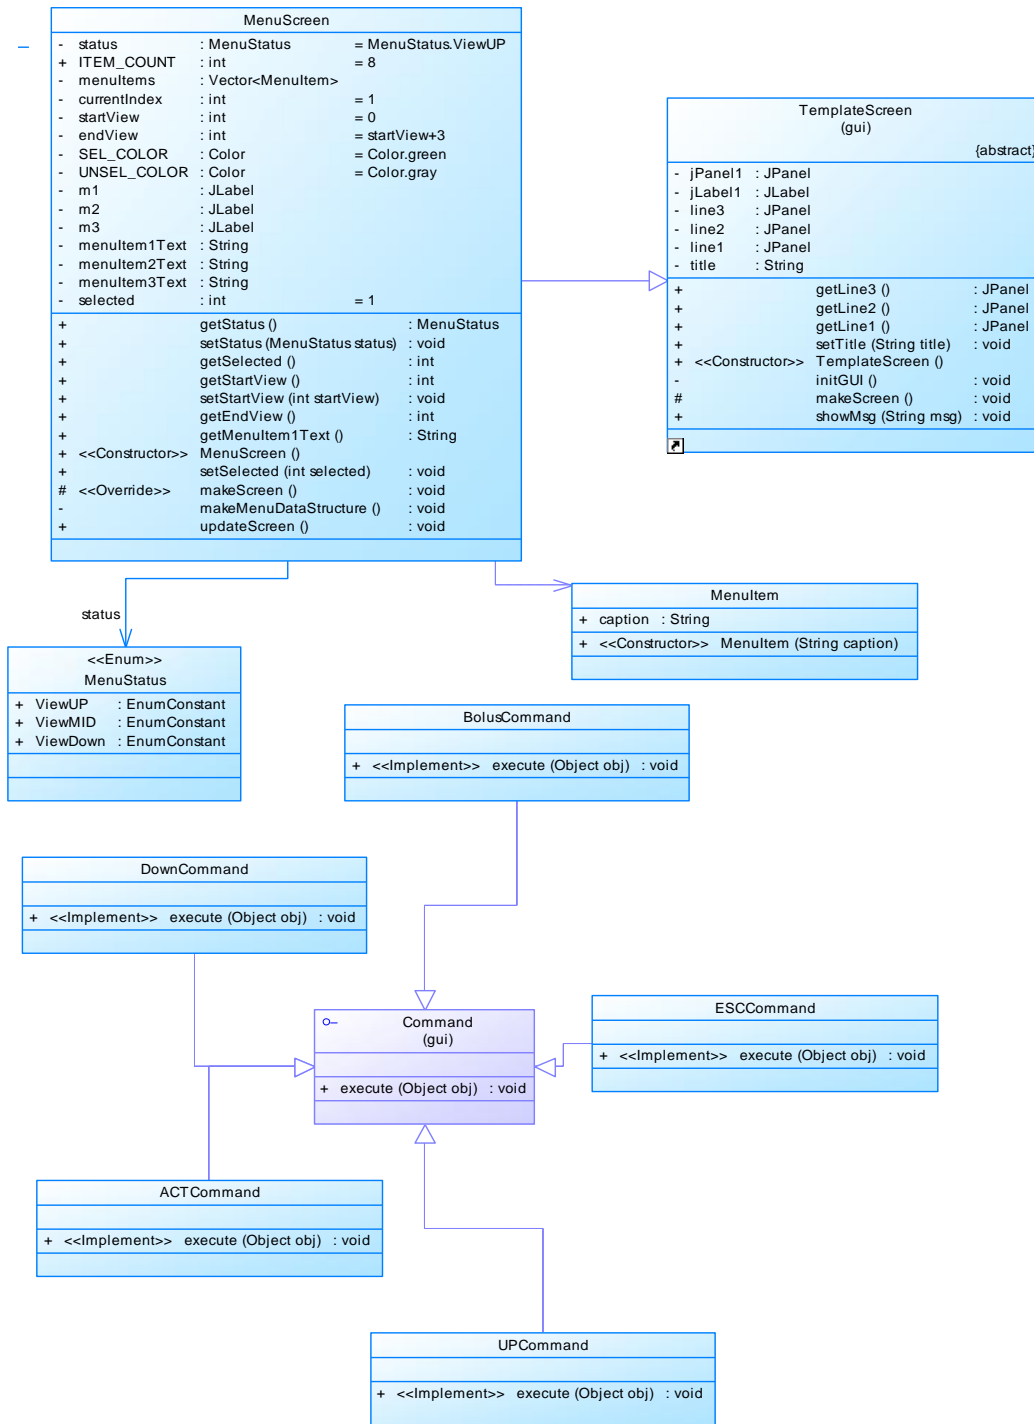 MenuScreen
- status : MenuStatus = MenuStatus.ViewUP
+ ITEM_COUNT : int = 8
- menuItems : Vector<MenuItem>
- currentIndex : int = 1
- startView : int = 0
- endView : int = startView+3
- SEL_COLOR : Color = Color.green
- UNSEL_COLOR : Color = Color.gray
- m1 : JLabel
- m2 : JLabel
- m3 : JLabel
- menuItem1Text : String
- menuItem2Text : String
- menuItem3Text : String
- selected : int = 1
+ getStatus () : MenuStatus
+ setStatus (MenuStatus status) : void
+ getSelected () : int
+ getStartView () : int
+ setStartView (int startView) : void
+ getEndView () : int
+ getMenuItem1Text () : String
+ <<Constructor>> MenuScreen ()
+ setSelected (int selected) : void
# <<Override>> makeScreen () : void
- makeMenuDataStructure () : void
+ updateScreen () : void
TemplateScreen
(gui)
{abstract}
- jPanel1 : JPanel
- jLabel1 : JLabel
- line3 : JPanel
- line2 : JPanel
- line1 : JPanel
- title : String
+ getLine3 () : JPanel
+ getLine2 () : JPanel
+ getLine1 () : JPanel
+ setTitle (String title) : void
+ <<Constructor>> TemplateScreen ()
- initGUI () : void
# makeScreen () : void
+ showMsg (String msg) : void
status
MenuItem
+ caption : String
+ <<Constructor>> MenuItem (String caption)
<<Enum>>
MenuStatus
+ ViewUP : EnumConstant
+ ViewMID : EnumConstant
+ ViewDown : EnumConstant
BolusCommand
+ <<Implement>> execute (Object obj) : void
DownCommand
+ <<Implement>> execute (Object obj) : void
Command
(gui)
+ execute (Object obj) : void
ESCCommand
+ <<Implement>> execute (Object obj) : void
ACTCommand
+ <<Implement>> execute (Object obj) : void
UPCommand
+ <<Implement>> execute (Object obj) : void